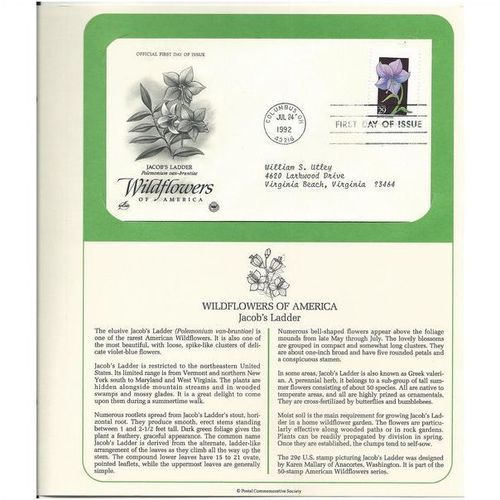 OFFICIAL FIRST DAY OF ISSUE
JACOB'S LADDER
Polemonium van-bruntiae
Wildflowers
OF AMERICA
COLUMBUS, OH
JUL 24
1992
43216
FIRST DAY OF ISSUE
29
William S. Utley
4620 Larkwood Drive
Virginia Beach, Virginia 23464
WILDFLOWERS OF AMERICA
Jacob's Ladder
The elusive Jacob's Ladder (Polemonium van-bruntiae) is
one of the rarest American Wildflowers. It is also one of
the most beautiful, with loose, spike-like clusters of deli-
cate violet-blue flowers.
Jacob's Ladder is restricted to the northeastern United
States. Its limited range is from Vermont and northern New
York south to Maryland and West Virginia. The plants are
hidden alongside mountain streams and in wooded
swamps and mossy glades. It is a great delight to come
upon them during a summertime walk.
Numerous rootlets spread from Jacob's Ladder's stout, hori-
zontal root. They produce smooth, erect stems standing
between 1 and 2-1/2 feet tall. Dark green foliage gives the
plant a feathery, graceful appearance. The common name
Jacob's Ladder is derived from the alternate, ladder-like
arrangement of the leaves as they climb all the way up the
stem. The compound lower leaves have 15 to 21 ovate,
pointed leaflets, while the uppermost leaves are generally
simple.
Numerous bell-shaped flowers appear above the foliage
mounds from late May through July. The lovely blossoms
are grouped in compact and somewhat long clusters. They
are about one-inch broad and have five rounded petals and
a conspicuous stamen.
In some areas, Jacob's Ladder is also known as Greek valeri-
an. A perennial herb, it belongs to a sub-group of tall sum-
mer flowers consisting of about 50 species. All are native to
temperate areas, and all are highly prized as ornamentals.
They are cross-fertilized by butterflies and bumblebees.
Moist soil is the main requirement for growing Jacob's Lad-
der in a home wildflower garden. The flowers are particu-
larly effective along wooded paths or in rock gardens.
Plants can be readily propagated by division in spring.
Once they are established, the clumps tend to self-sow.
The 29¢ U.S. stamp picturing Jacob's Ladder was designed
by Karen Mallary of Anacortes, Washington. It is part of the
50-stamp American Wildflowers series.
© Postal Commemorative Society